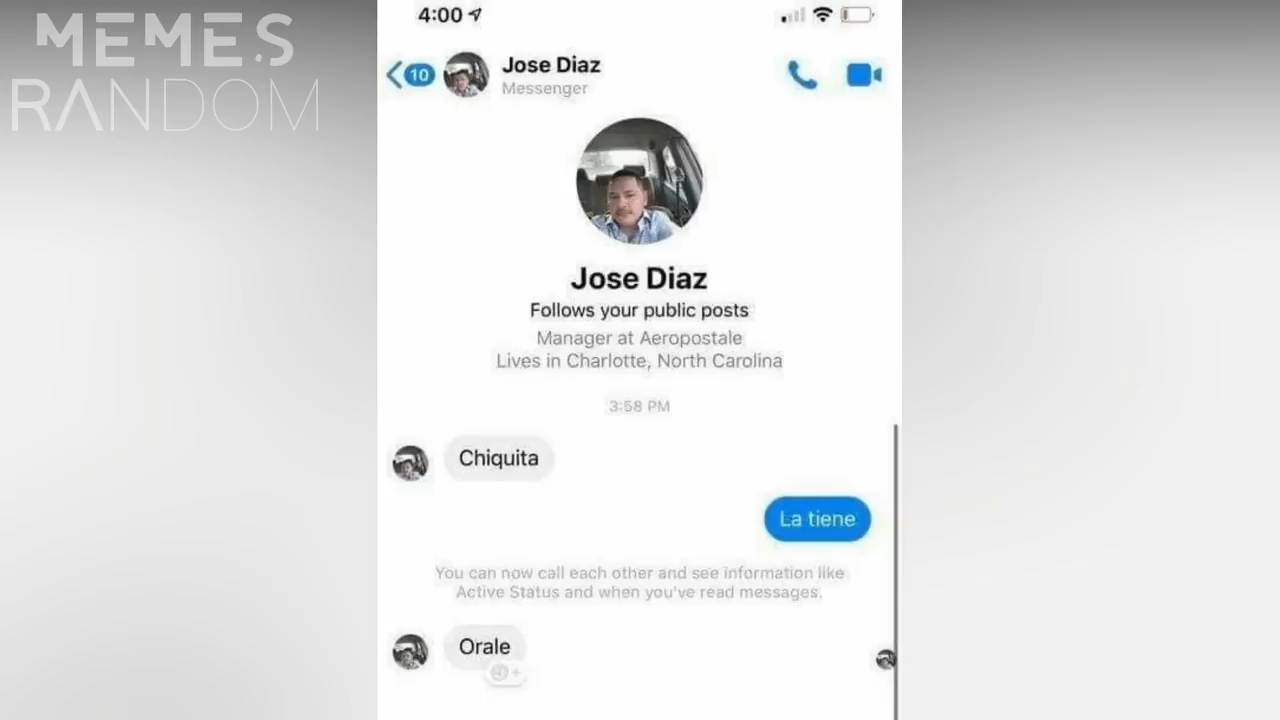 MEMES
RANDOM
4:00
10
Jose Diaz
Messenger
Jose Diaz
Follows your public posts
Manager at Aeropostale
Lives in Charlotte, North Carolina
3:58 PM
Chiquita
La tiene
You can now call each other and see information like
Active Status and when you've read messages.
Orale